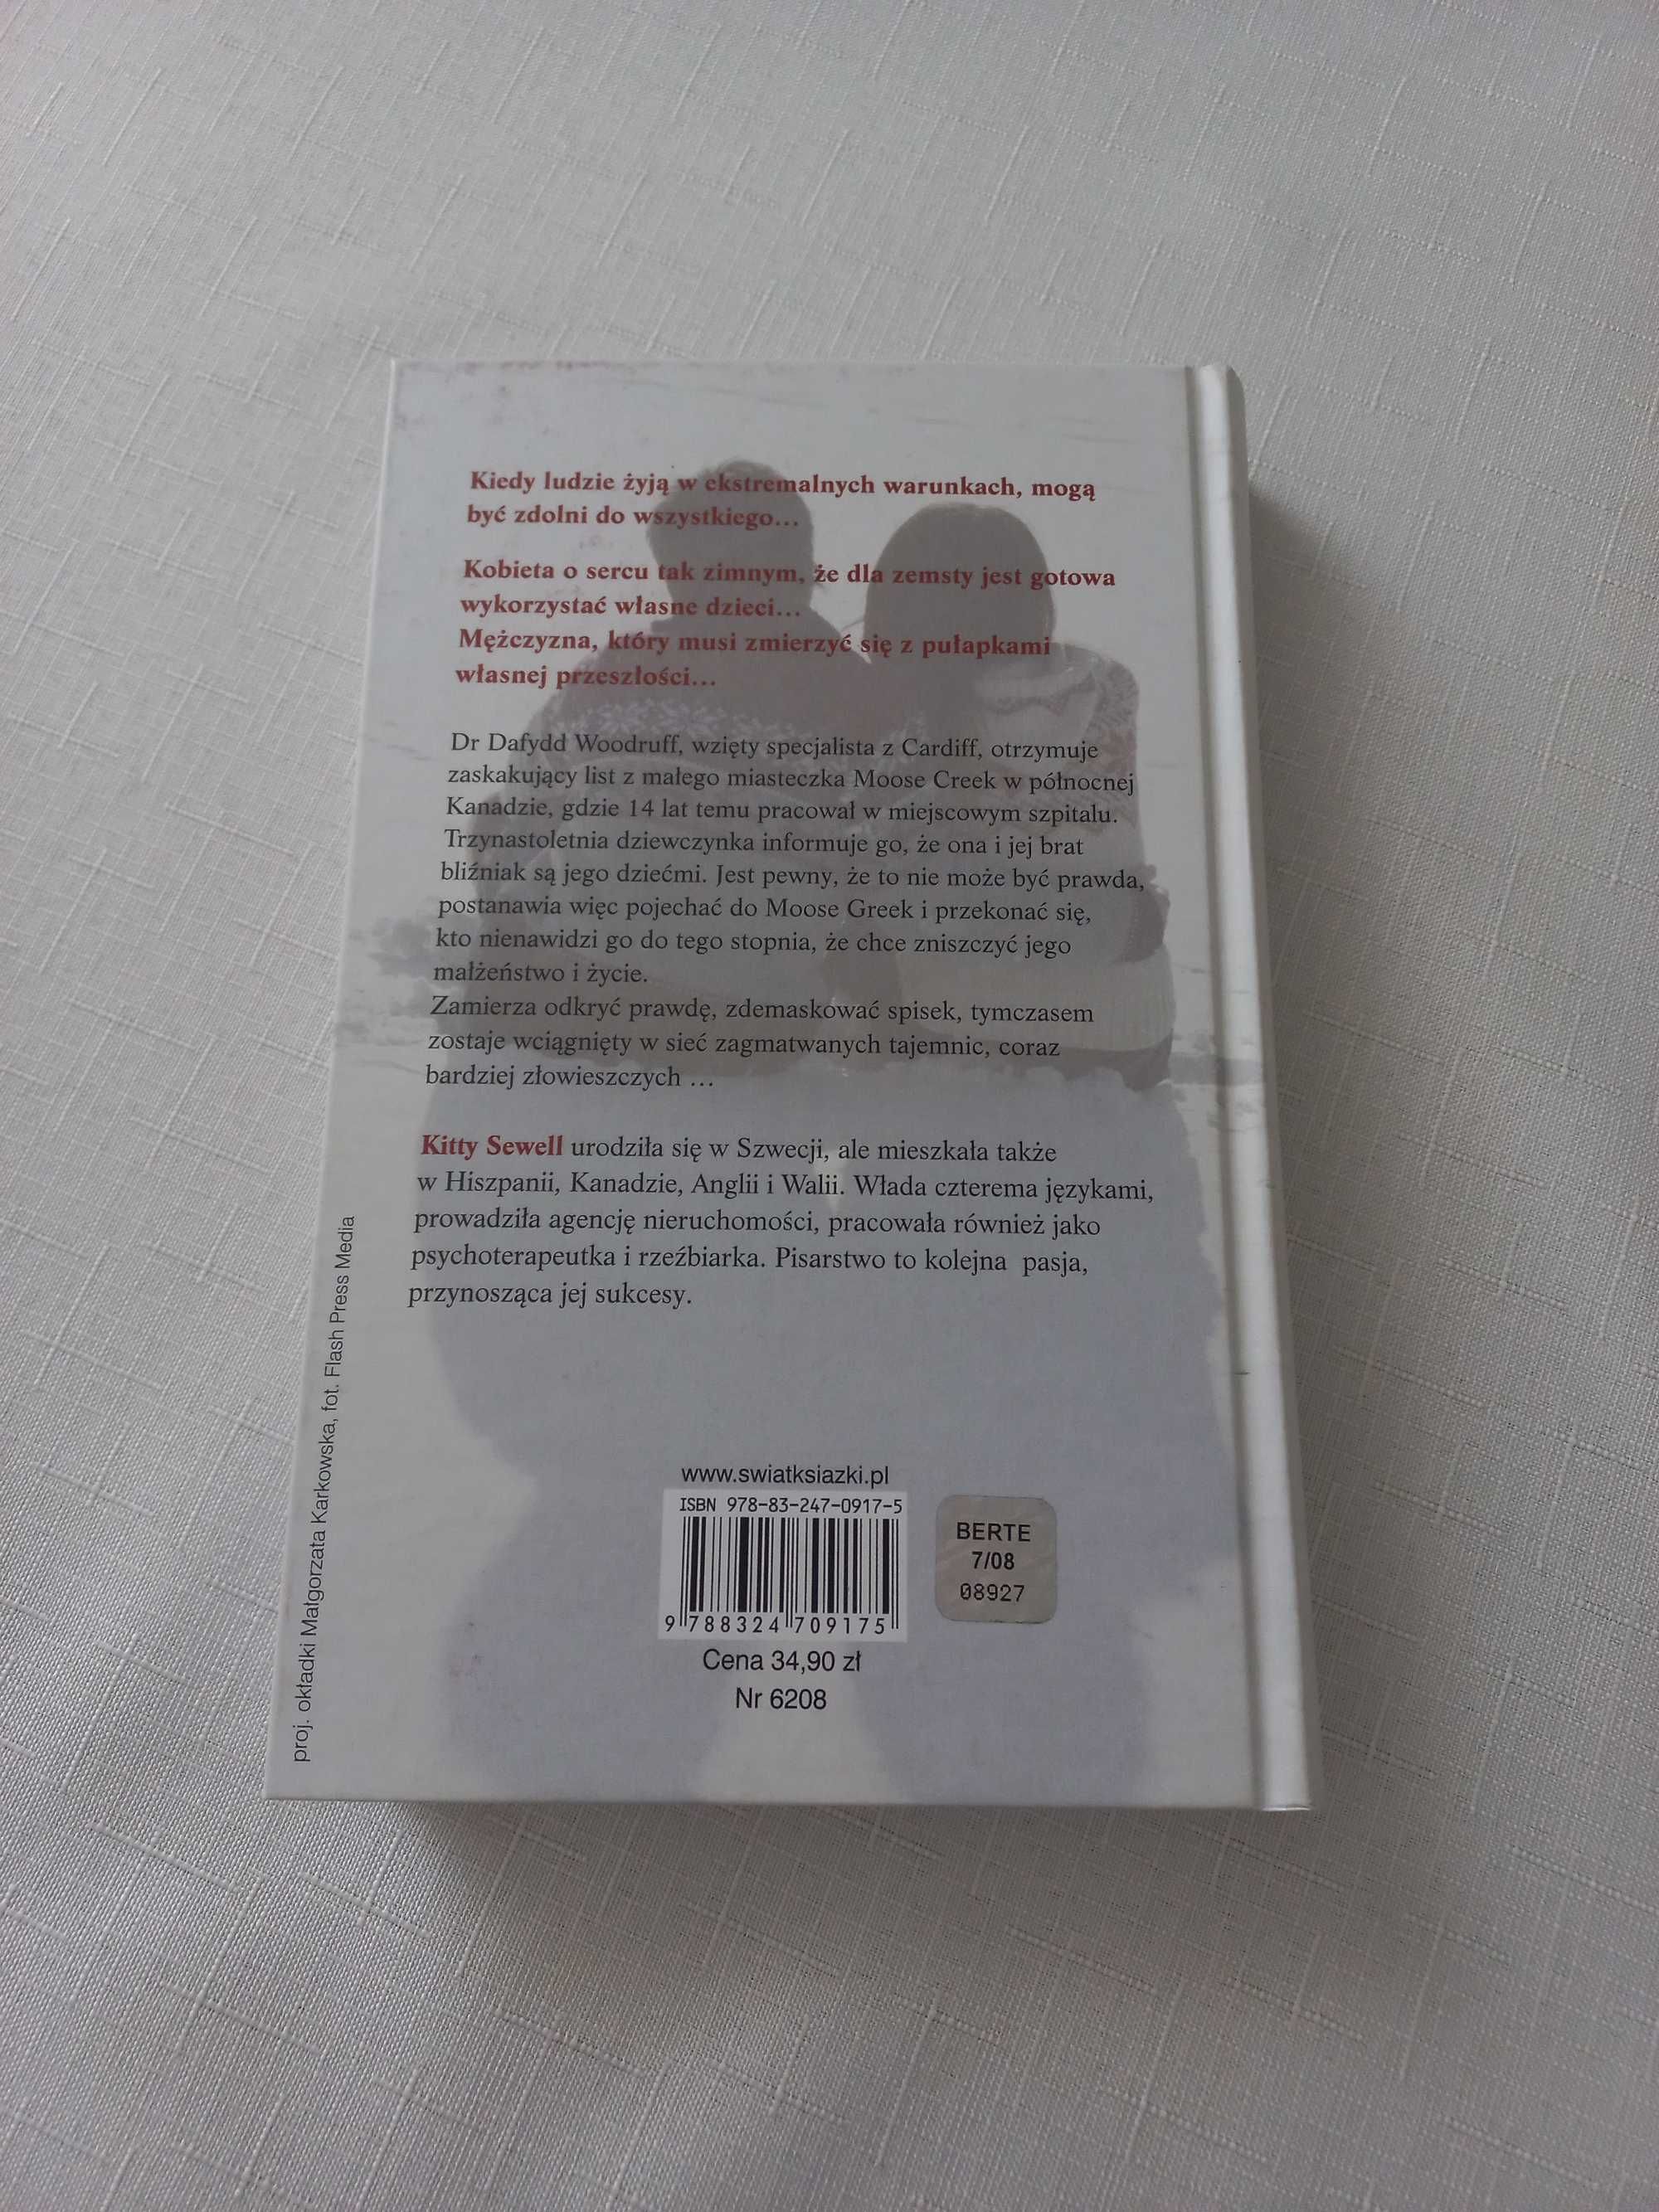 Kiedy ludzie żyją w ekstremalnych warunkach, mogą
być zdolni do wszystkiego...
Kobieta o sercu tak zimnym, że dla zemsty jest gotowa
wykorzystać własne dzieci...
Mężczyzna, który musi zmierzyć się z pułapkami
własnej przeszłości...
Dr Dafydd Woodruff, wzięty specjalista z Cardiff, otrzymuje
zaskakujący list z małego miasteczka Moose Creek w północnej
Kanadzie, gdzie 14 lat temu pracował w miejscowym szpitalu.
Trzynastoletnia dziewczynka informuje go, że ona i jej brat
bliźniak są jego dziećmi. Jest pewny, że to nie może być prawda,
postanawia więc pojechać do Moose Greek i przekonać się,
kto nienawidzi go do tego stopnia, że chce zniszczyć jego
małżeństwo i życie.
Zamierza odkryć prawdę, zdemaskować spisek, tymczasem
zostaje wciągnięty w sieć zagmatwanych tajemnic, coraz
bardziej złowieszczych ...
Kitty Sewell urodziła się w Szwecji, ale mieszkała także
w Hiszpanii, Kanadzie, Anglii i Walii. Włada czterema językami,
prowadziła agencję nieruchomości, pracowała również jako
psychoterapeutka i rzeźbiarka. Pisarstwo to kolejna pasja,
przynosząca jej sukcesy.
proj. okładki Małgorzata Karkowska, fot. Flash Press Media
www.swiatksiazki.pl
ISBN 978-83-247-0917-5
9 788324 709175
Cena 34,90 zł
Nr 6208
BERTE
7/08
08927